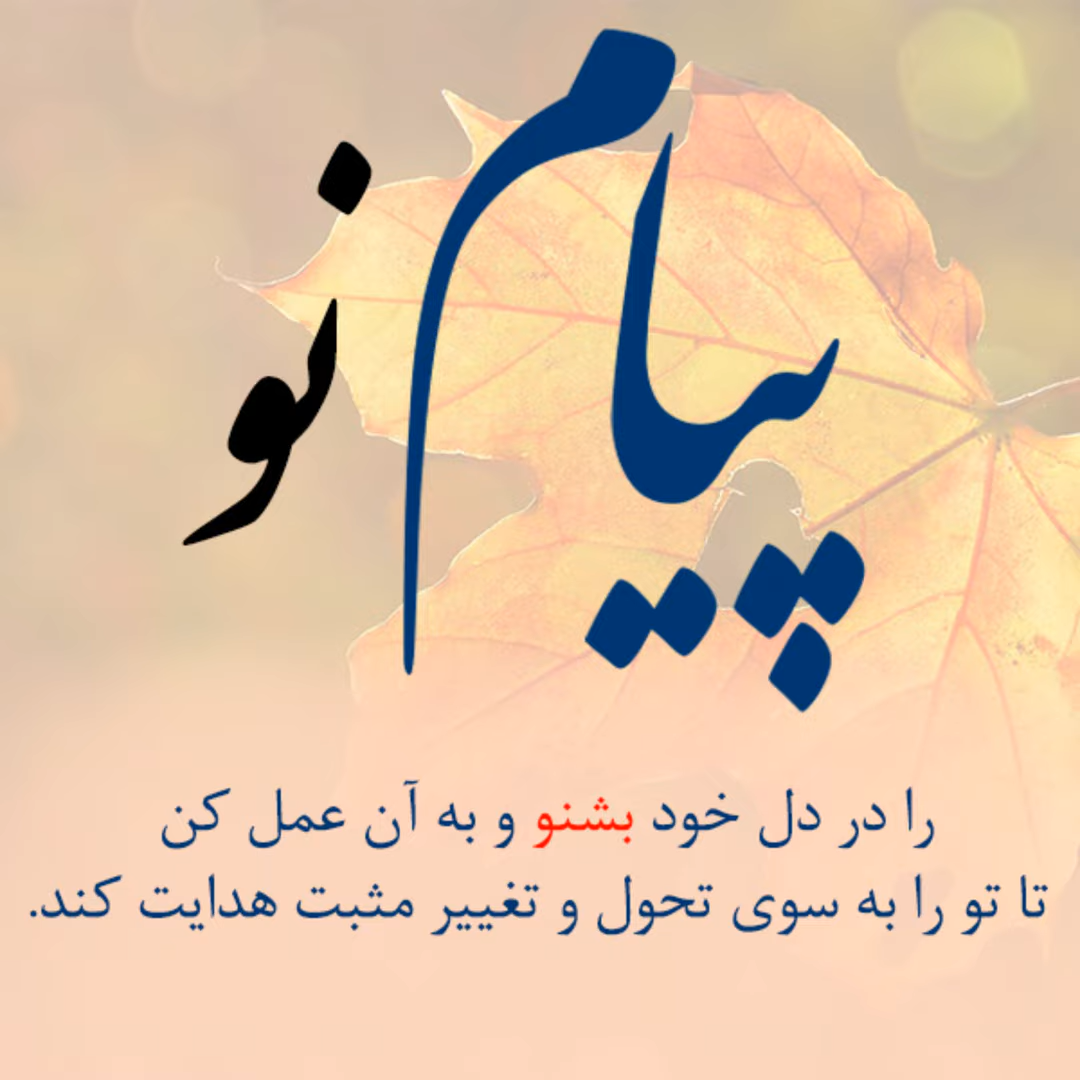 پیام نو
را در دل خود بشنو و به آن عمل کن
تا تو را به سوی تحول و تغییر مثبت هدایت کند.